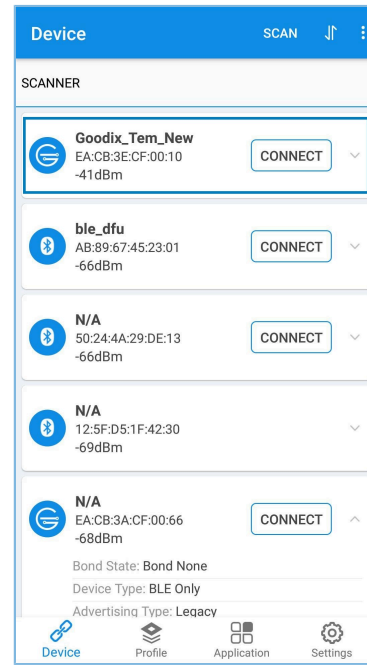 Device SCAN
SCANNER
Goodix_Tem_New
EA:CB:3E:CF:00:10 CONNECT
-41dBm
ble_dfu
AB:89:67:45:23:01 CONNECT
-66dBm
N/A
50:24:4A:29:DE:13 CONNECT
-66dBm
N/A
12:5F:D5:1F:42:30
-69dBm
N/A
EA:CB:3A:CF:00:66 CONNECT
-68dBm
Bond State: Bond None
Device Type: BLE Only
Advertising Type: Legacy
Device Profile Application Settings